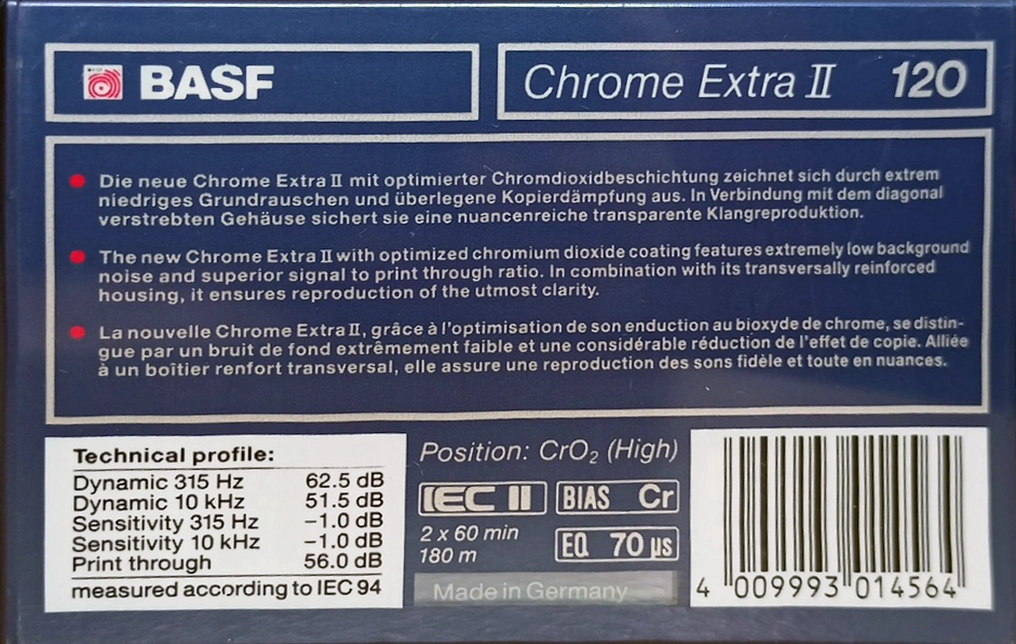 BASF
Chrome Extra II 120
Die neue Chrome Extra II mit optimierter Chromdioxidbeschichtung zeichnet sich durch extrem
niedriges Grundrauschen und überlegene Kopierdämpfung aus. In Verbindung mit dem diagonal
verstrebten Gehäuse sichert sie eine nuancenreiche transparente Klangreproduktion.
The new Chrome Extra II with optimized chromium dioxide coating features extremely low background
noise and superior signal to print through ratio. In combination with its transversally reinforced
housing, it ensures reproduction of the utmost clarity.
La nouvelle Chrome Extra II, grâce à l'optimisation de son enduction au bioxyde de chrome, se distin-
gue par un bruit de fond extrêmement faible et une considérable réduction de l'effet de copie. Alliée
à un boîtier renfort transversal, elle assure une reproduction des sons fidèle et toute en nuances.
Technical profile:
Dynamic 315 Hz 62.5 dB
Dynamic 10 kHz 51.5 dB
Sensitivity 315 Hz -1.0 dB
Sensitivity 10 kHz -1.0 dB
Print through 56.0 dB
measured according to IEC 94
Position: CrO₂ (High)
IEC II BIAS Cr
2 x 60 min
180 m
EQ 70 µs
Made in Germany
4 009993 014564